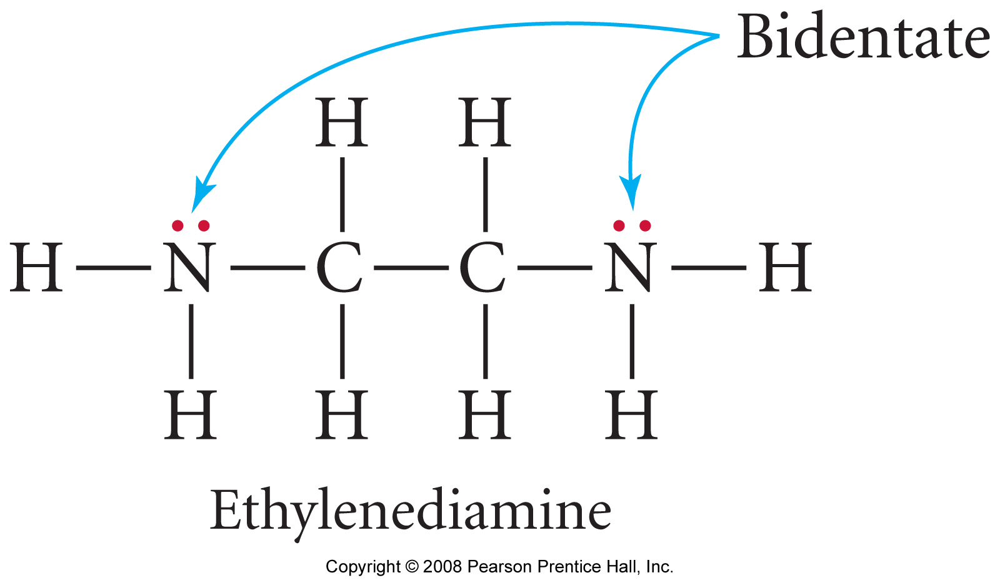 Bidentate
H H
H N C C N H
H H H H
Ethylenediamine
Copyright © 2008 Pearson Prentice Hall, Inc.